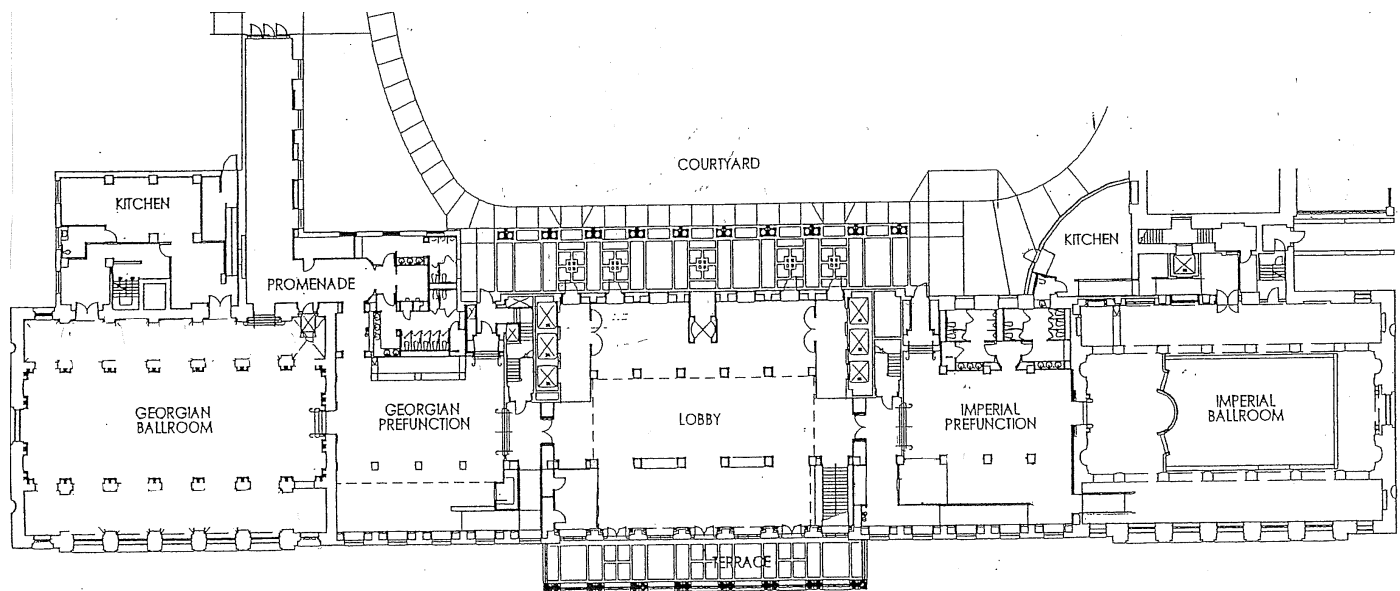 COURTYARD
KITCHEN
KITCHEN
PROMENADE
GEORGIAN
BALLROOM
GEORGIAN
PREFUNCTION
LOBBY
IMPERIAL
PREFUNCTION
IMPERIAL
BALLROOM
TERRACE